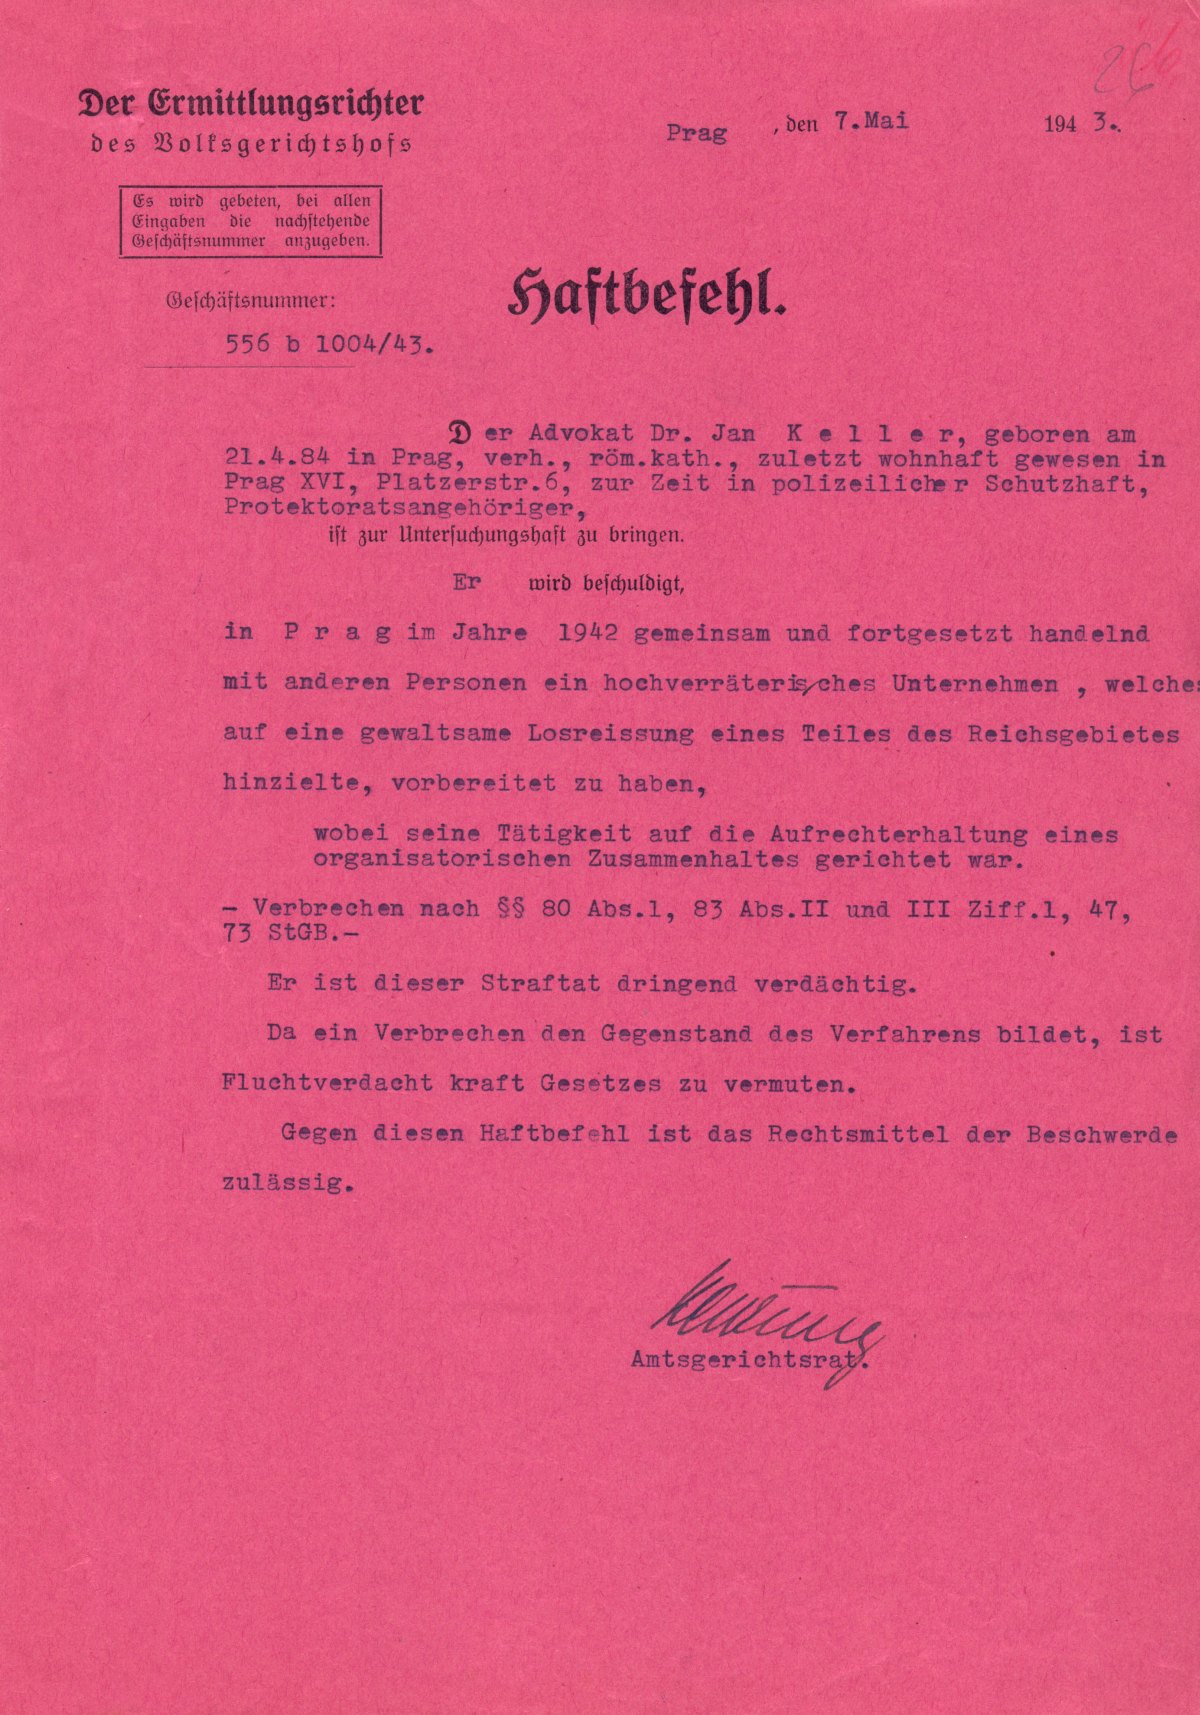 26
Der Ermittlungsrichter
des Volksgerichtshofs
Prag, den 7.Mai 1943.
Es wird gebeten, bei allen
Eingaben die nachstehende
Geschäftsnummer anzugeben.
Haftbefehl.
Geschäftsnummer:
556 b 1004/43.
Der Advokat Dr. Jan K e l l e r, geboren am
21.4.84 in Prag, verh., röm.kath., zuletzt wohnhaft gewesen in
Prag XVI, Platzerstr.6, zur Zeit in polizeilicher Schutzhaft,
Protektoratsangehöriger,
ist zur Untersuchungshaft zu bringen.
Er wird beschuldigt,
in P r a g im Jahre 1942 gemeinsam und fortgesetzt handelnd
mit anderen Personen ein hochverräterisches Unternehmen , welches
auf eine gewaltsame Losreissung eines Teiles des Reichsgebietes
hinzielte, vorbereitet zu haben,
wobei seine Tätigkeit auf die Aufrechterhaltung eines
organisatorischen Zusammenhaltes gerichtet war.
- Verbrechen nach §§ 80 Abs.1, 83 Abs.II und III Ziff.1, 47,
73 StGB.-
Er ist dieser Straftat dringend verdächtig.
Da ein Verbrechen den Gegenstand des Verfahrens bildet, ist
Fluchtverdacht kraft Gesetzes zu vermuten.
Gegen diesen Haftbefehl ist das Rechtsmittel der Beschwerde
zulässig.
Amtsgerichtsrat.